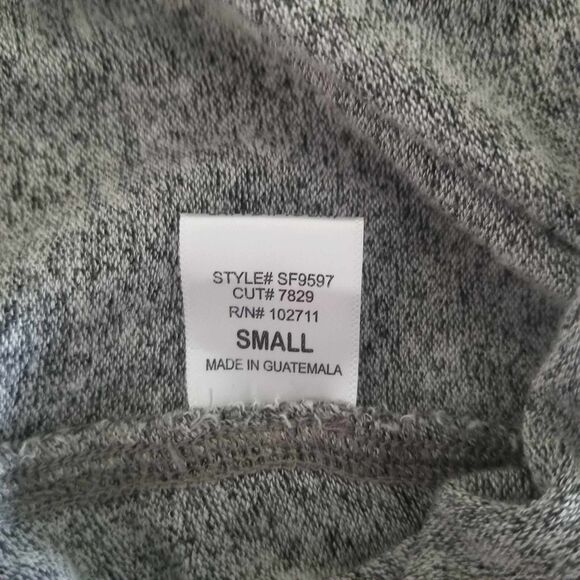 STYLE# SF9597
CUT# 7829
R/N# 102711
SMALL
MADE IN GUATEMALA